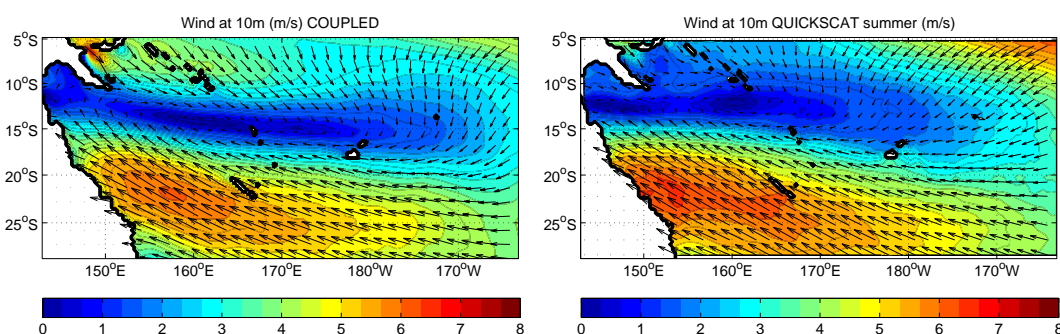 Wind at 10m (m/s) COUPLED
5°S
10°S
15°S
20°S
25°S
150°E 160°E 170°E 180°W 170°W
0 1 2 3 4 5 6 7 8
Wind at 10m QUICKSCAT summer (m/s)
5°S
10°S
15°S
20°S
25°S
150°E 160°E 170°E 180°W 170°W
0 1 2 3 4 5 6 7 8